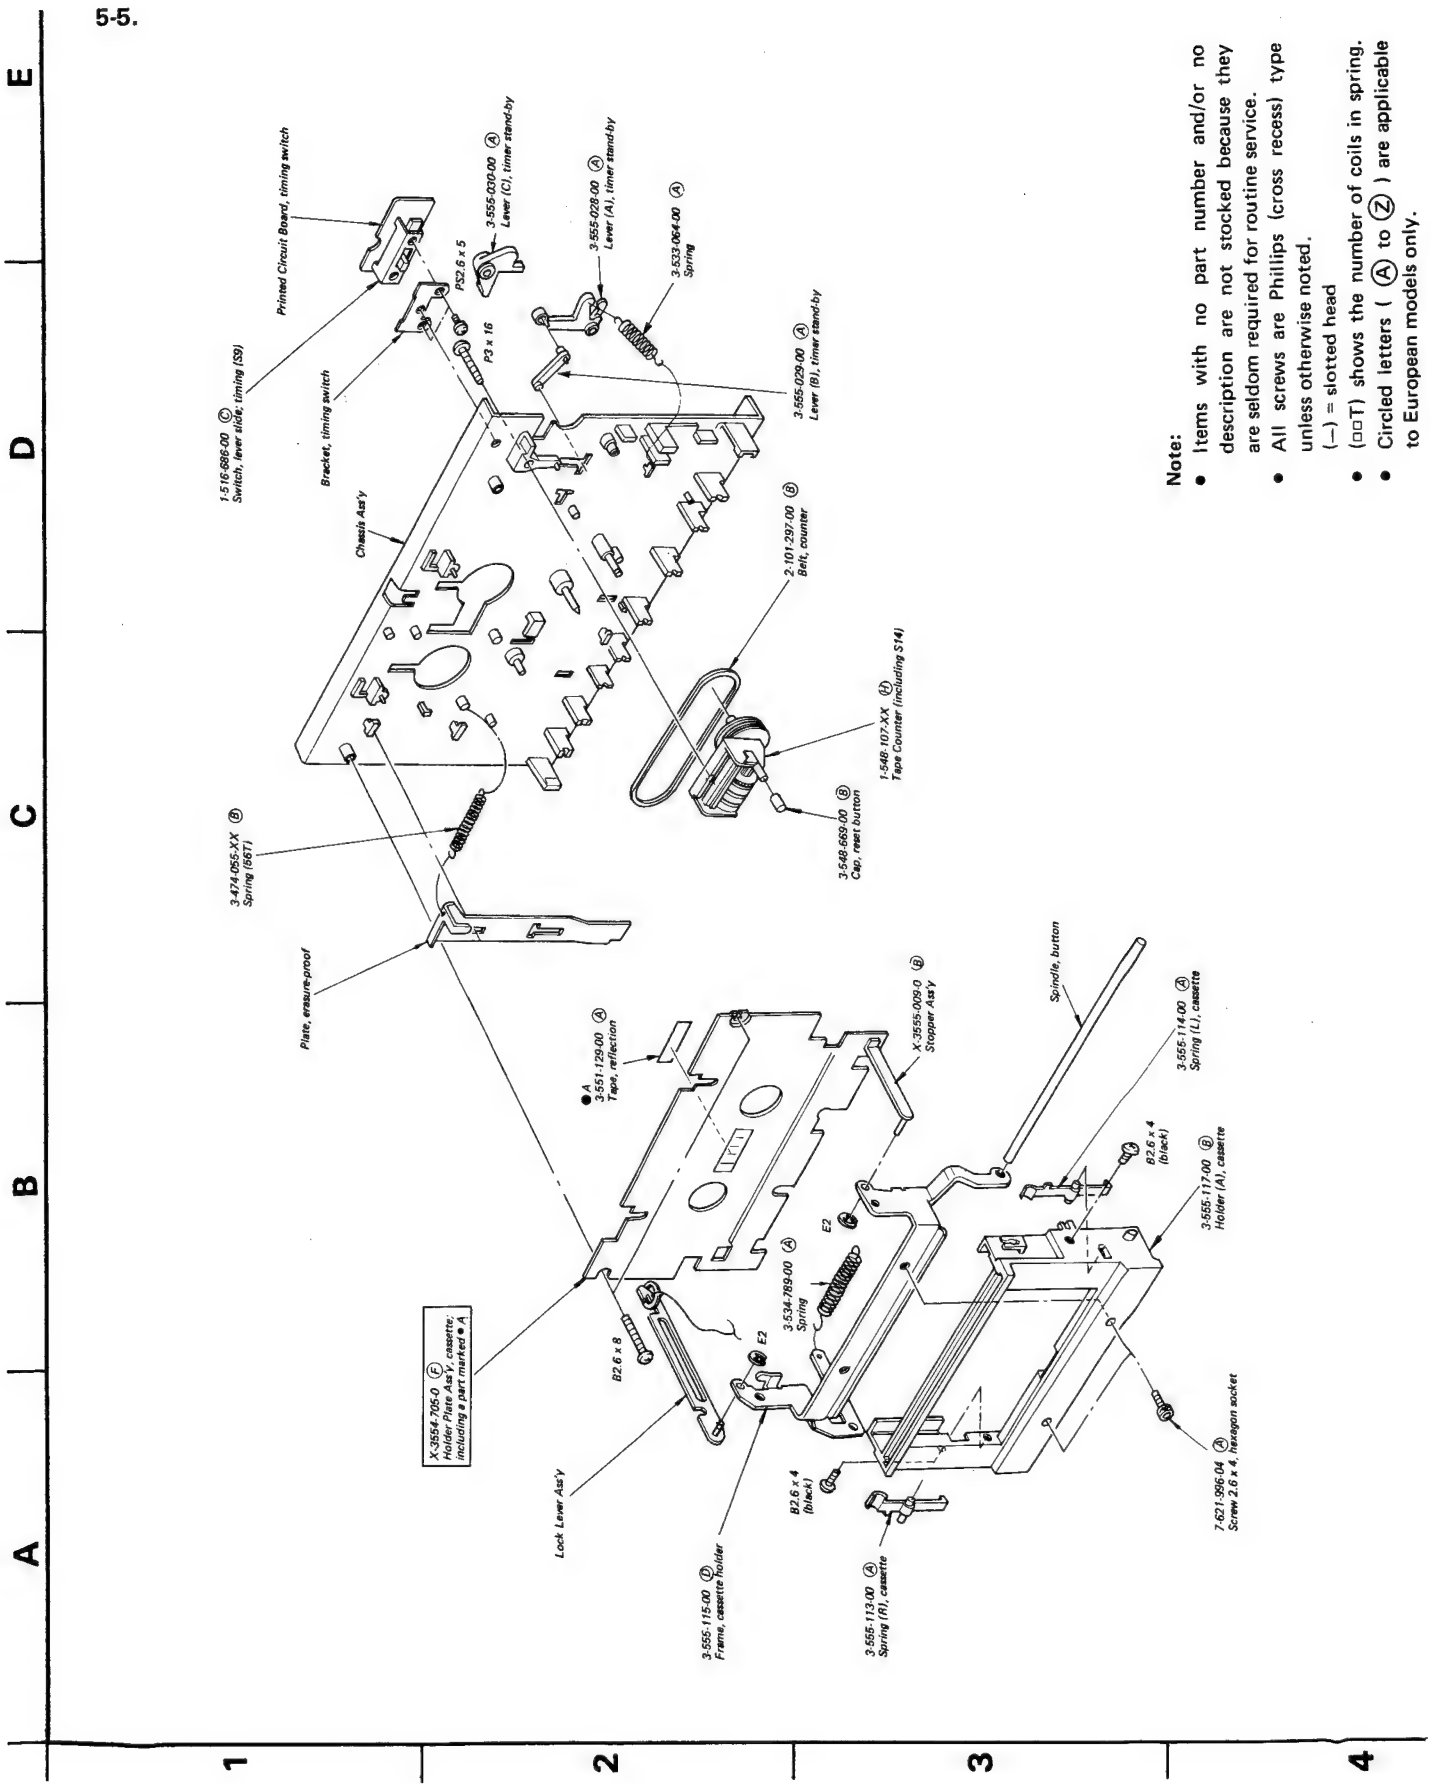 5-5.
A
B
C
D
E
1
2
3
4
1-516-686-00 Ⓒ
Switch, lever slide; timing (S9)
Printed Circuit Board, timing switch
Bracket, timing switch
Chassis Ass'y
PS2.6 x 5
P3 x 16
3-555-030-00 Ⓐ
Lever (C), timer stand-by
3-555-028-00 Ⓐ
Lever (A), timer stand-by
3-533-064-00 Ⓐ
Spring
3-555-029-00 Ⓐ
Lever (B), timer stand-by
2-101-297-00 Ⓑ
Belt, counter
1-548-107-XX Ⓗ
Tape Counter (including S14)
3-548-669-00 Ⓑ
Cap, reset button
3-474-055-XX Ⓑ
Spring (56T)
Plate, erasure-proof
● A
3-551-129-00 Ⓐ
Tape, reflection
X-3555-009-0 Ⓑ
Stopper Ass'y
Spindle, button
3-555-114-00 Ⓐ
Spring (L), cassette
B2.6 x 4
(black)
3-555-117-00 Ⓑ
Holder (A), cassette
X-3554-705-0 Ⓕ
Holder Plate Ass'y, cassette;
including a part marked ● A
B2.6 x 8
E2
E2
3-534-789-00 Ⓐ
Spring
Lock Lever Ass'y
3-555-115-00 Ⓓ
Frame, cassette holder
B2.6 x 4
(black)
3-555-113-00 Ⓐ
Spring (R), cassette
7-621-996-04 Ⓐ
Screw 2.6 x 4, hexagon socket
Note:
● Items with no part number and/or no
description are not stocked because they
are seldom required for routine service.
● All screws are Phillips (cross recess) type
unless otherwise noted.
(—) = slotted head
● (□□T) shows the number of coils in spring.
● Circled letters ( Ⓐ to Ⓩ ) are applicable
to European models only.